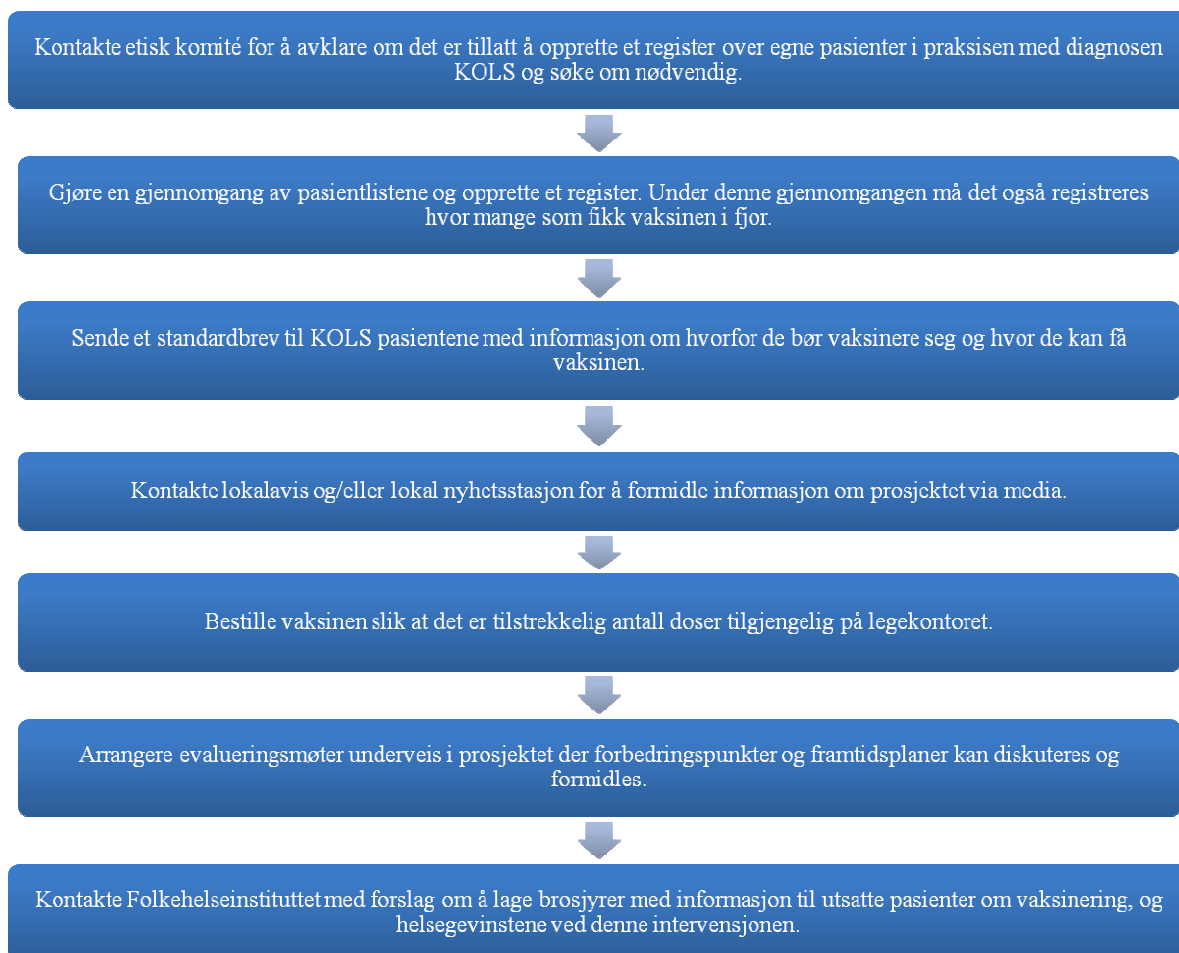 Kontakte etisk komité for å avklare om det er tillatt å opprette et register over egne pasienter i praksisen med diagnosen
KOLS og søke om nødvendig.
Gjøre en gjennomgang av pasientlistene og opprette et register. Under denne gjennomgangen må det også registreres
hvor mange som fikk vaksinen i fjor.
Sende et standardbrev til KOLS pasientene med informasjon om hvorfor de bør vaksinere seg og hvor de kan få
vaksinen.
Kontakte lokalavis og/eller lokal nyhetsstasjon for å formidle informasjon om prosjektet via media.
Bestille vaksinen slik at det er tilstrekkelig antall doser tilgjengelig på legekontoret.
Arrangere evalueringsmøter underveis i prosjektet der forbedringspunkter og framtidsplaner kan diskuteres og
formidles.
Kontakte Folkehelseinstituttet med forslag om å lage brosjyrer med informasjon til utsatte pasienter om vaksinering, og
helsegevinstene ved denne intervensjonen.